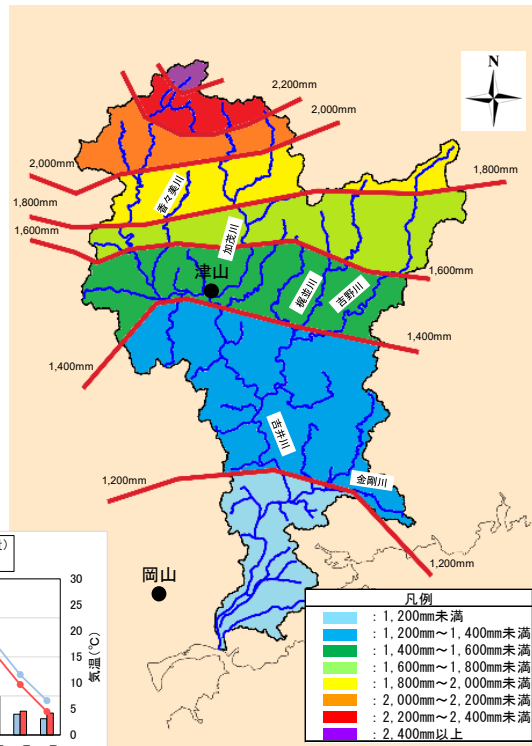 N
2,200mm
2,000mm
2,000mm
1,800mm
1,800mm
1,600mm
香々美川
加茂川
津山
梶並川
吉野川
1,600mm
1,400mm
1,400mm
吉井川
金剛川
1,200mm
1,200mm
岡山
30
25
20
15
10
5
0
気温(℃)
凡例
：1,200mm未満
：1,200mm～1,400mm未満
：1,400mm～1,600mm未満
：1,600mm～1,800mm未満
：1,800mm～2,000mm未満
：2,000mm～2,200mm未満
：2,200mm～2,400mm未満
：2,400mm以上